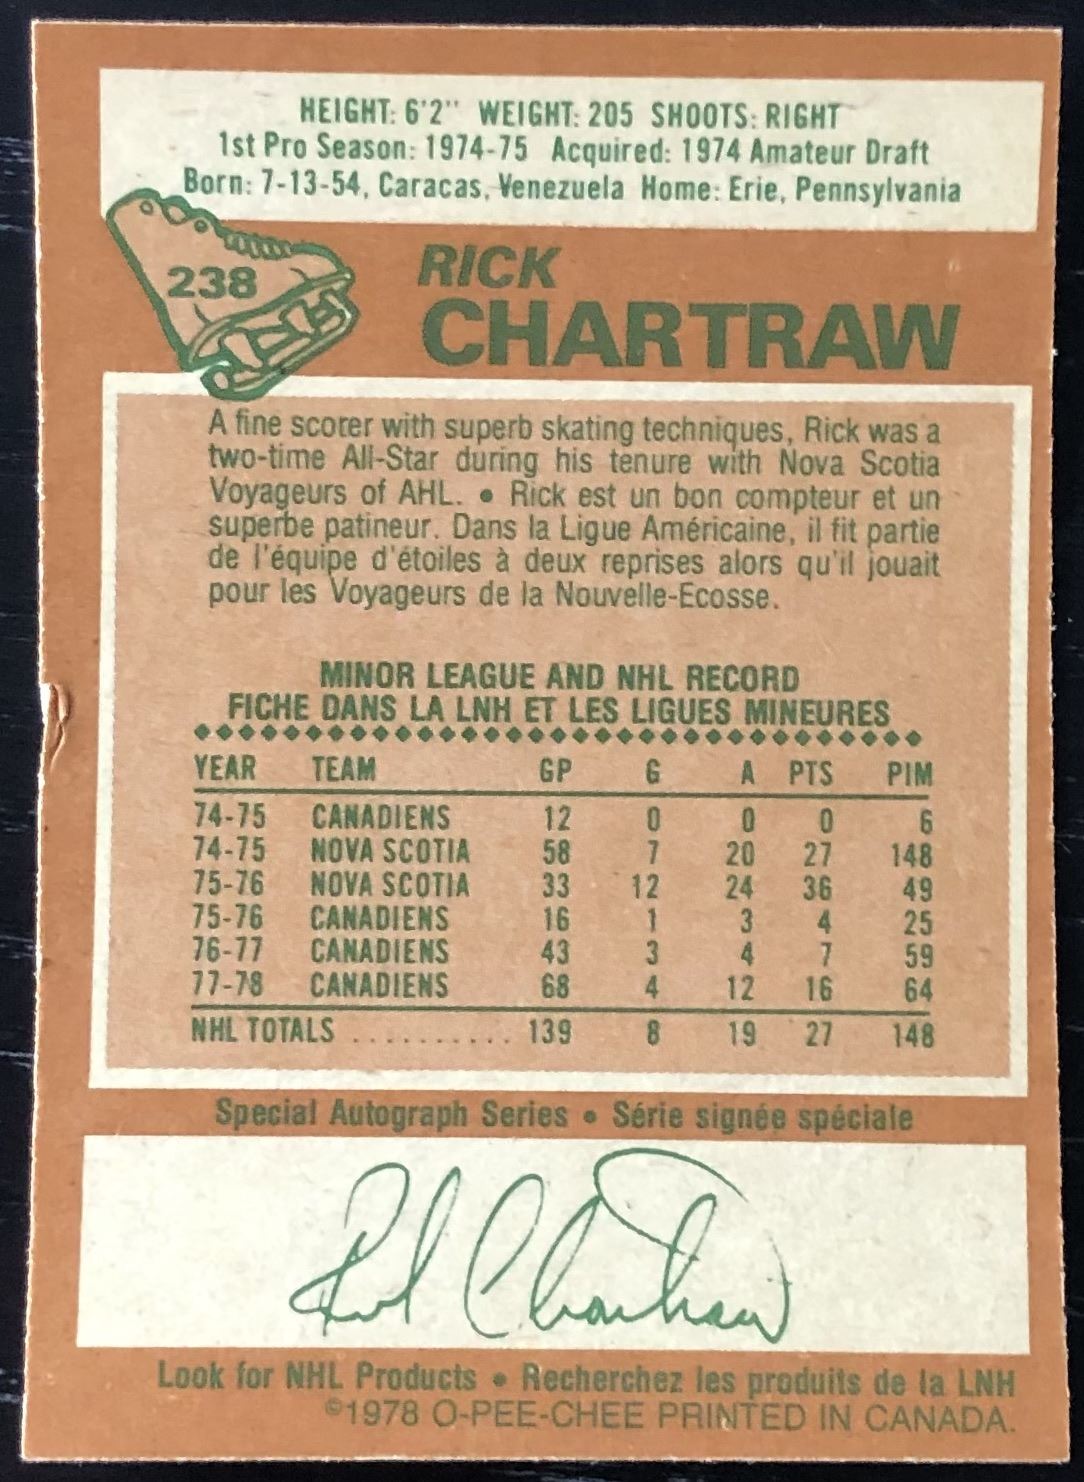 HEIGHT: 6'2" WEIGHT: 205 SHOOTS: RIGHT
1st Pro Season: 1974-75 Acquired: 1974 Amateur Draft
Born: 7-13-54, Caracas, Venezuela Home: Erie, Pennsylvania
238
RICK
CHARTRAW
A fine scorer with superb skating techniques, Rick was a
two-time All-Star during his tenure with Nova Scotia
Voyageurs of AHL. • Rick est un bon compteur et un
superbe patineur. Dans la Ligue Américaine, il fit partie
de l'équipe d'étoiles à deux reprises alors qu'il jouait
pour les Voyageurs de la Nouvelle-Ecosse.
MINOR LEAGUE AND NHL RECORD
FICHE DANS LA LNH ET LES LIGUES MINEURES
YEAR TEAM GP G A PTS PIM
74-75 CANADIENS 12 0 0 0 6
74-75 NOVA SCOTIA 58 7 20 27 148
75-76 NOVA SCOTIA 33 12 24 36 49
75-76 CANADIENS 16 1 3 4 25
76-77 CANADIENS 43 3 4 7 59
77-78 CANADIENS 68 4 12 16 64
NHL TOTALS .......... 139 8 19 27 148
Special Autograph Series • Série signée spéciale
Rick Chartraw
Look for NHL Products • Recherchez les produits de la LNH
©1978 O-PEE-CHEE PRINTED IN CANADA.